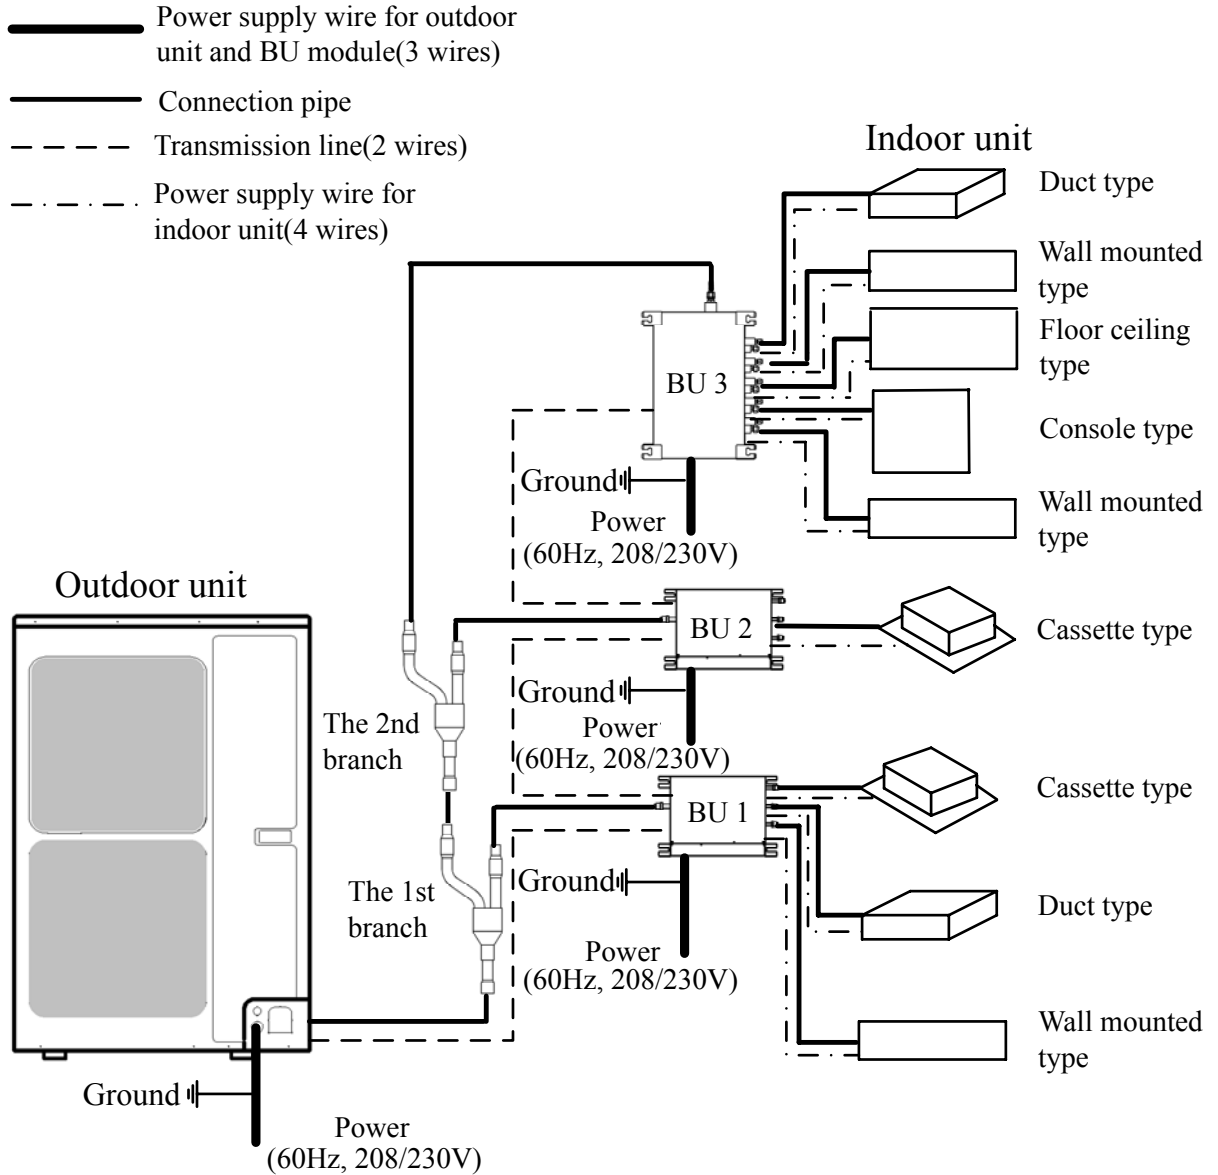 Power supply wire for outdoor
unit and BU module(3 wires)
Connection pipe
Transmission line(2 wires)
Power supply wire for
indoor unit(4 wires)
Indoor unit
Duct type
Wall mounted
type
Floor ceiling
type
BU 3
Console type
Ground
Wall mounted
type
Power
(60Hz, 208/230V)
Outdoor unit
BU 2
Cassette type
Ground
The 2nd
branch
Power
(60Hz, 208/230V)
Cassette type
BU 1
Ground
The 1st
branch
Duct type
Power
(60Hz, 208/230V)
Wall mounted
type
Ground
Power
(60Hz, 208/230V)